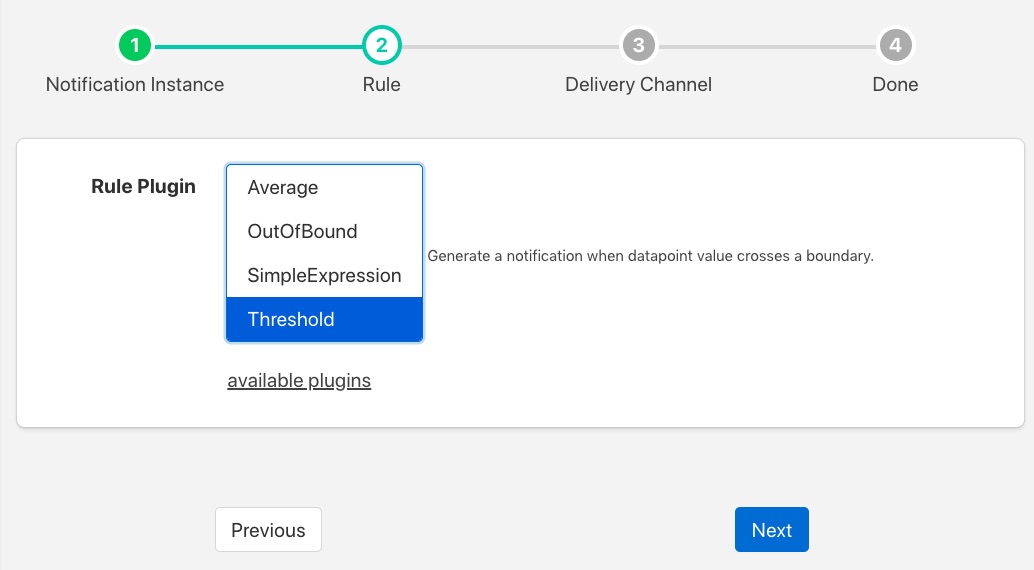 1 2 3 4
Notification Instance Rule Delivery Channel Done
Rule Plugin
Average
OutOfBound
SimpleExpression
Threshold
Generate a notification when datapoint value crosses a boundary.
available plugins
Previous Next